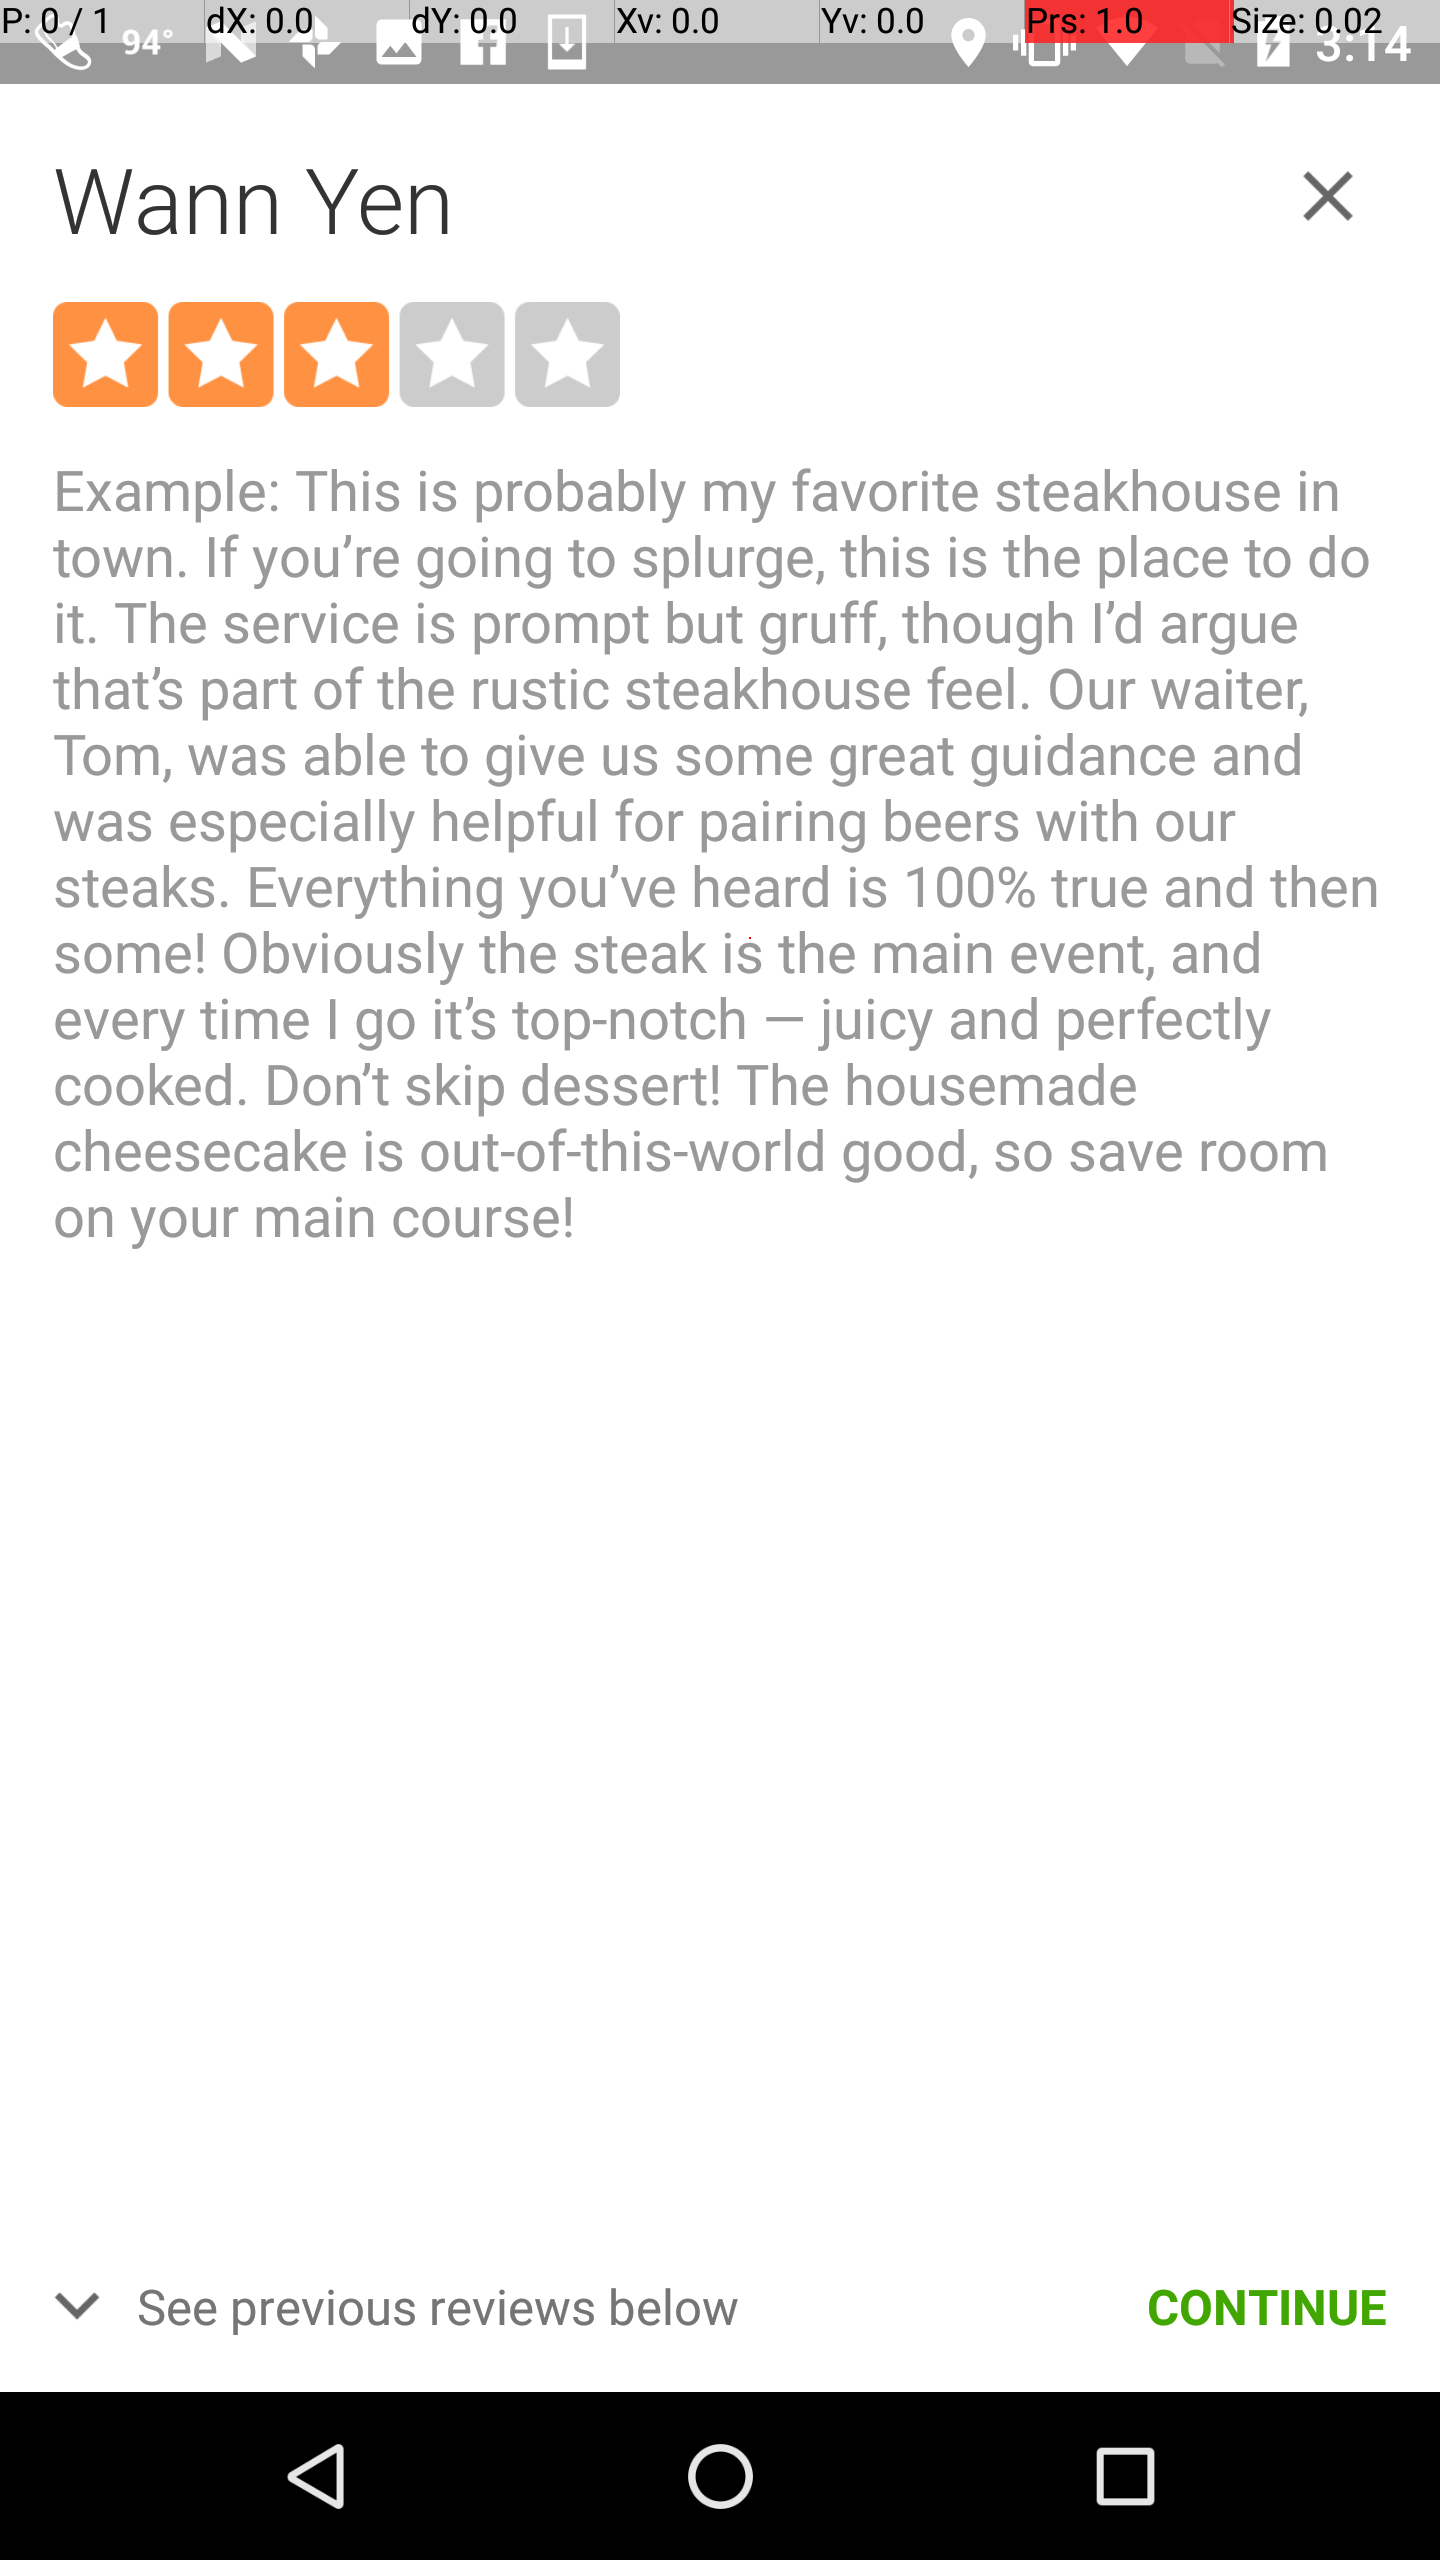 P: 0 / 1 dX: 0.0 dY: 0.0 Xv: 0.0 Yv: 0.0 Prs: 1.0 Size: 0.02
94° 3:14
Wann Yen
Example: This is probably my favorite steakhouse in
town. If you’re going to splurge, this is the place to do
it. The service is prompt but gruff, though I’d argue
that’s part of the rustic steakhouse feel. Our waiter,
Tom, was able to give us some great guidance and
was especially helpful for pairing beers with our
steaks. Everything you’ve heard is 100% true and then
some! Obviously the steak is the main event, and
every time I go it’s top-notch — juicy and perfectly
cooked. Don’t skip dessert! The housemade
cheesecake is out-of-this-world good, so save room
on your main course!
See previous reviews below CONTINUE